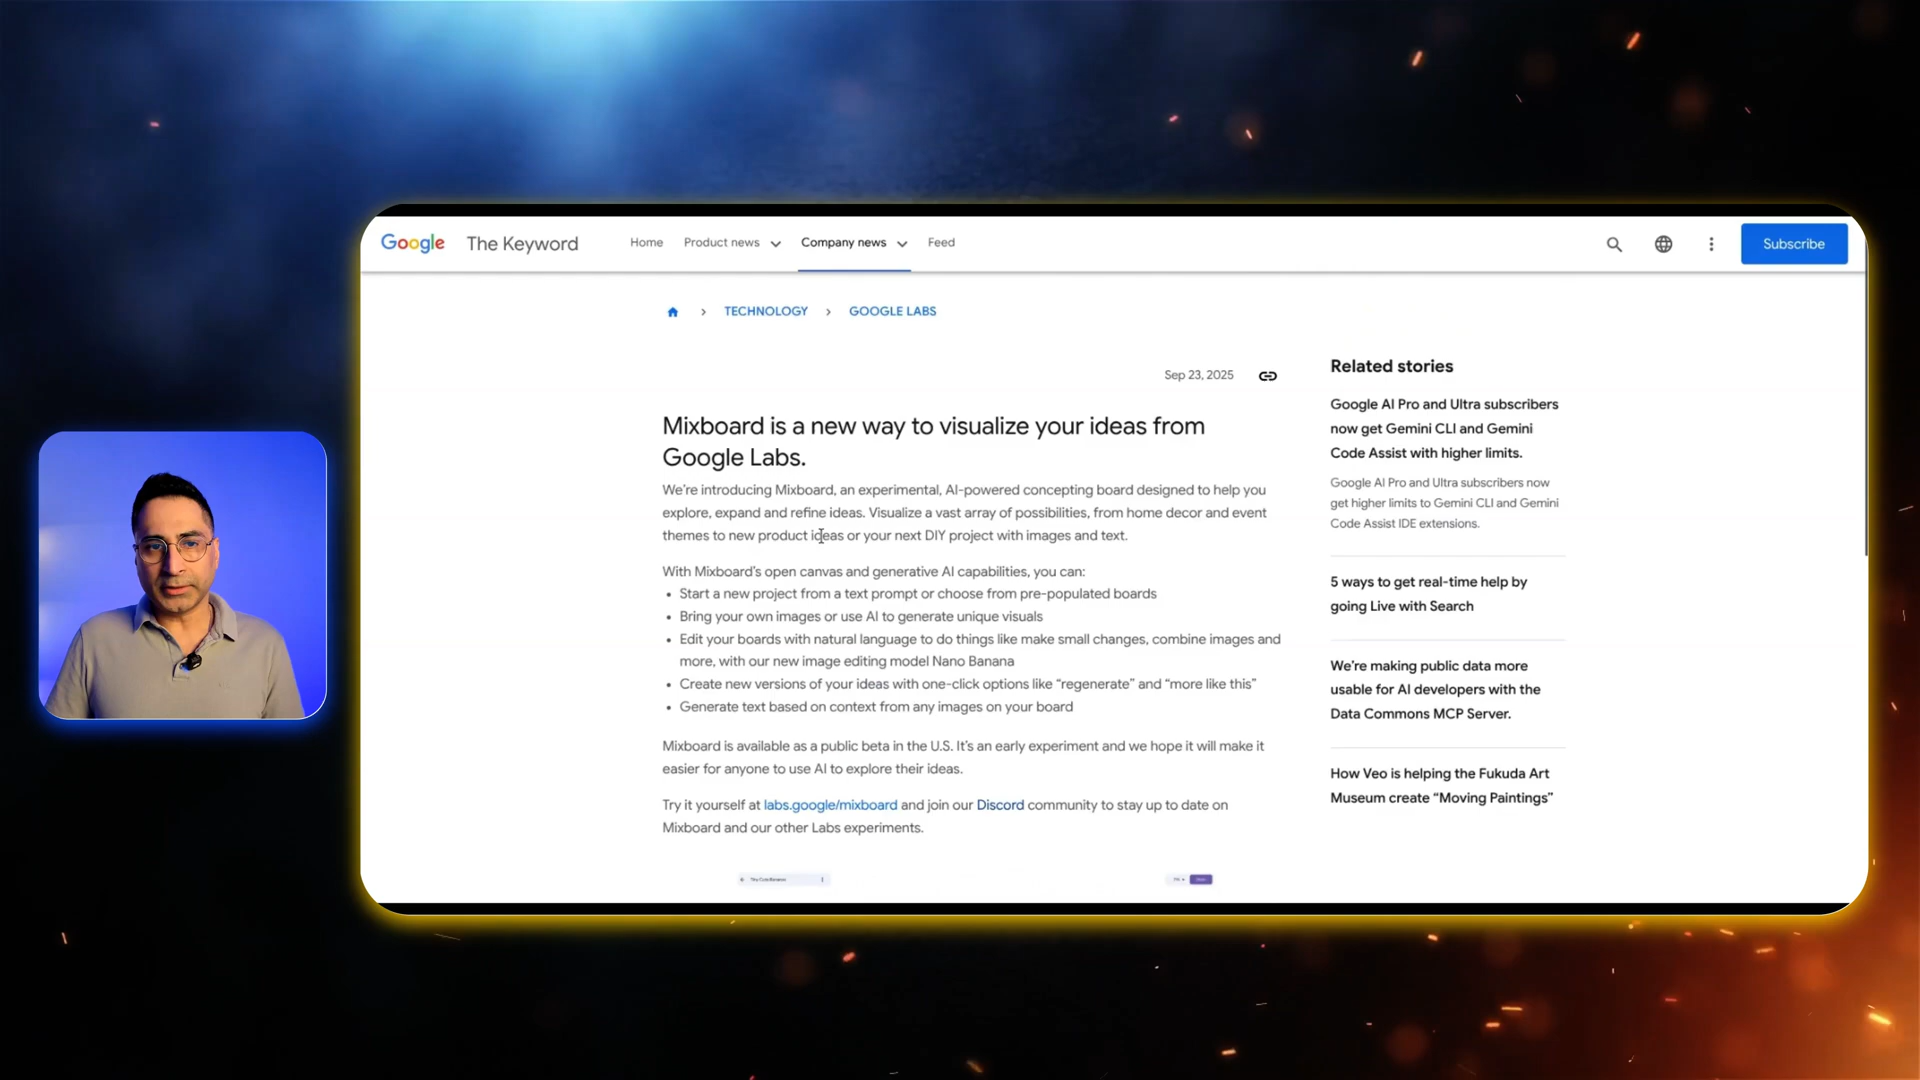 Google The Keyword Home Product news Company news Feed Subscribe
TECHNOLOGY > GOOGLE LABS
Sep 23, 2025
Mixboard is a new way to visualize your ideas from
Google Labs.
We're introducing Mixboard, an experimental, AI-powered concepting board designed to help you
explore, expand and refine ideas. Visualize a vast array of possibilities, from home decor and event
themes to new product ideas or your next DIY project with images and text.
With Mixboard's open canvas and generative AI capabilities, you can:
• Start a new project from a text prompt or choose from pre-populated boards
• Bring your own images or use AI to generate unique visuals
• Edit your boards with natural language to do things like make small changes, combine images and
more, with our new image editing model Nano Banana
• Create new versions of your ideas with one-click options like “regenerate” and “more like this”
• Generate text based on context from any images on your board
Mixboard is available as a public beta in the U.S. It's an early experiment and we hope it will make it
easier for anyone to use AI to explore their ideas.
Try it yourself at labs.google/mixboard and join our Discord community to stay up to date on
Mixboard and our other Labs experiments.
Related stories
Google AI Pro and Ultra subscribers
now get Gemini CLI and Gemini
Code Assist with higher limits.
Google AI Pro and Ultra subscribers now
get higher limits to Gemini CLI and Gemini
Code Assist IDE extensions.
5 ways to get real-time help by
going Live with Search
We're making public data more
usable for AI developers with the
Data Commons MCP Server.
How Veo is helping the Fukuda Art
Museum create “Moving Paintings”